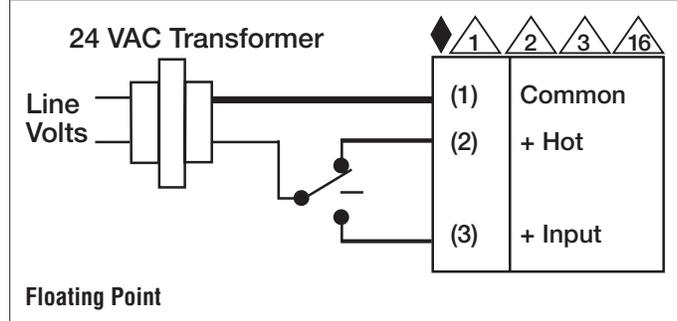 24 VAC Transformer
1 2 3 16
Line
Volts
(1) Common
(2) + Hot
(3) + Input
Floating Point